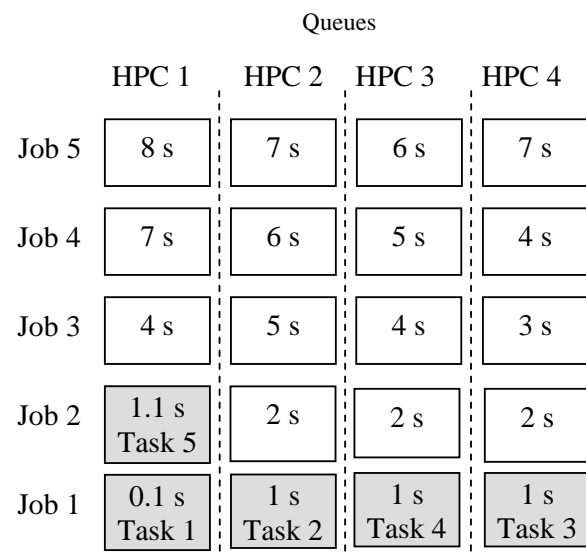 Queues
HPC 1 HPC 2 HPC 3 HPC 4
Job 5 8 s 7 s 6 s 7 s
Job 4 7 s 6 s 5 s 4 s
Job 3 4 s 5 s 4 s 3 s
Job 2 1.1 s Task 5 2 s 2 s 2 s
Job 1 0.1 s Task 1 1 s Task 2 1 s Task 4 1 s Task 3